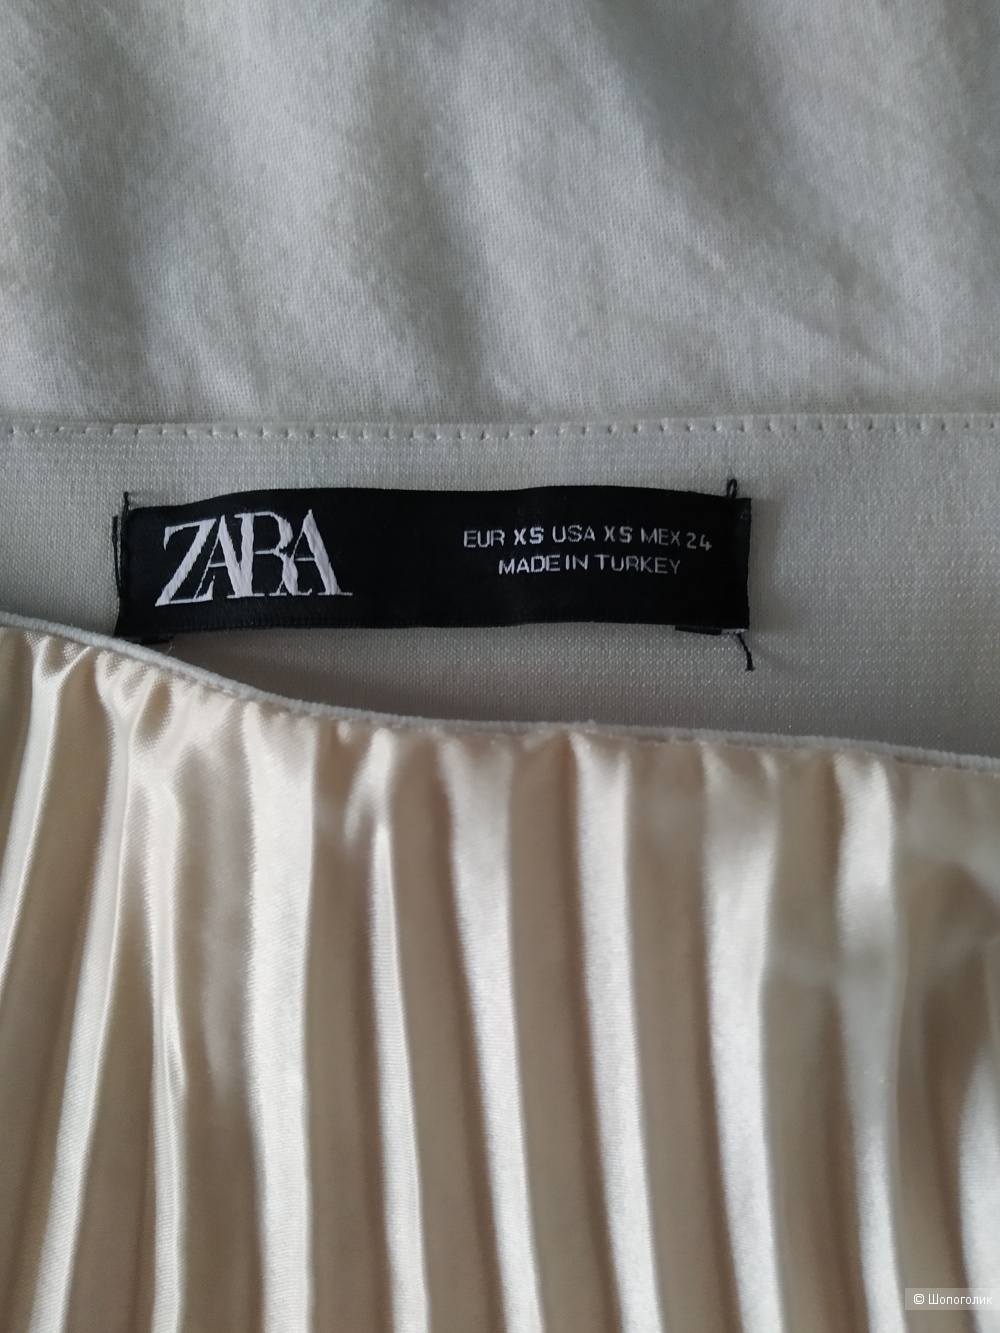 ZARA
EUR XS USA XS MEX 24
MADE IN TURKEY
© Шопоголик